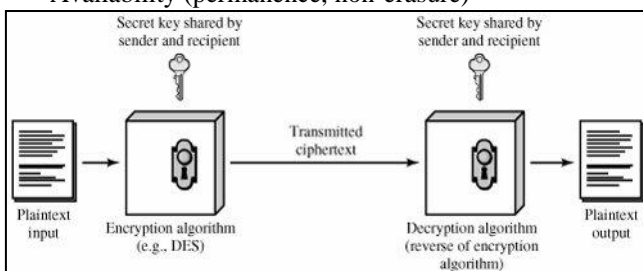 Availability (permanence, non-erasure)
Secret key shared by
sender and recipient
Secret key shared by
sender and recipient
Transmitted
ciphertext
Plaintext
input
Encryption algorithm
(e.g., DES)
Decryption algorithm
(reverse of encryption
algorithm)
Plaintext
output